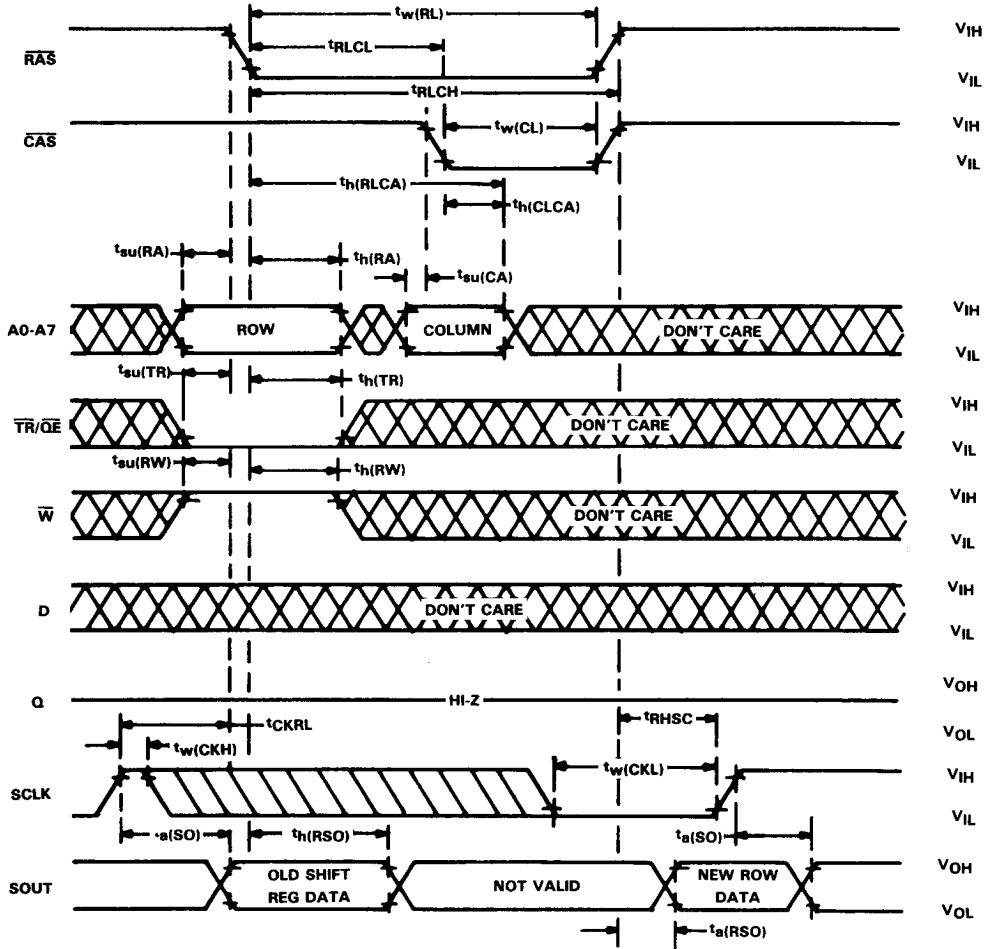 tw(RL)
RAS VIH
tRLCL
VIL
tRLCH
CAS tw(CL) VIH
VIL
th(RLCA)
th(CLCA)
tsu(RA) th(RA)
tsu(CA)
A0-A7 ROW COLUMN DON'T CARE VIH
VIL
tsu(TR) th(TR)
TR/QE DON'T CARE VIH
VIL
tsu(RW) th(RW)
W DON'T CARE VIH
VIL
D DON'T CARE VIH
VIL
Q HI-Z VOH
tCKRL tRHSC VOL
tw(CKH) tw(CKL)
SCLK VIH
VIL
a(SO) th(RSO) ta(SO)
SOUT OLD SHIFT REG DATA NOT VALID NEW ROW DATA VOH
VOL
ta(RSO)